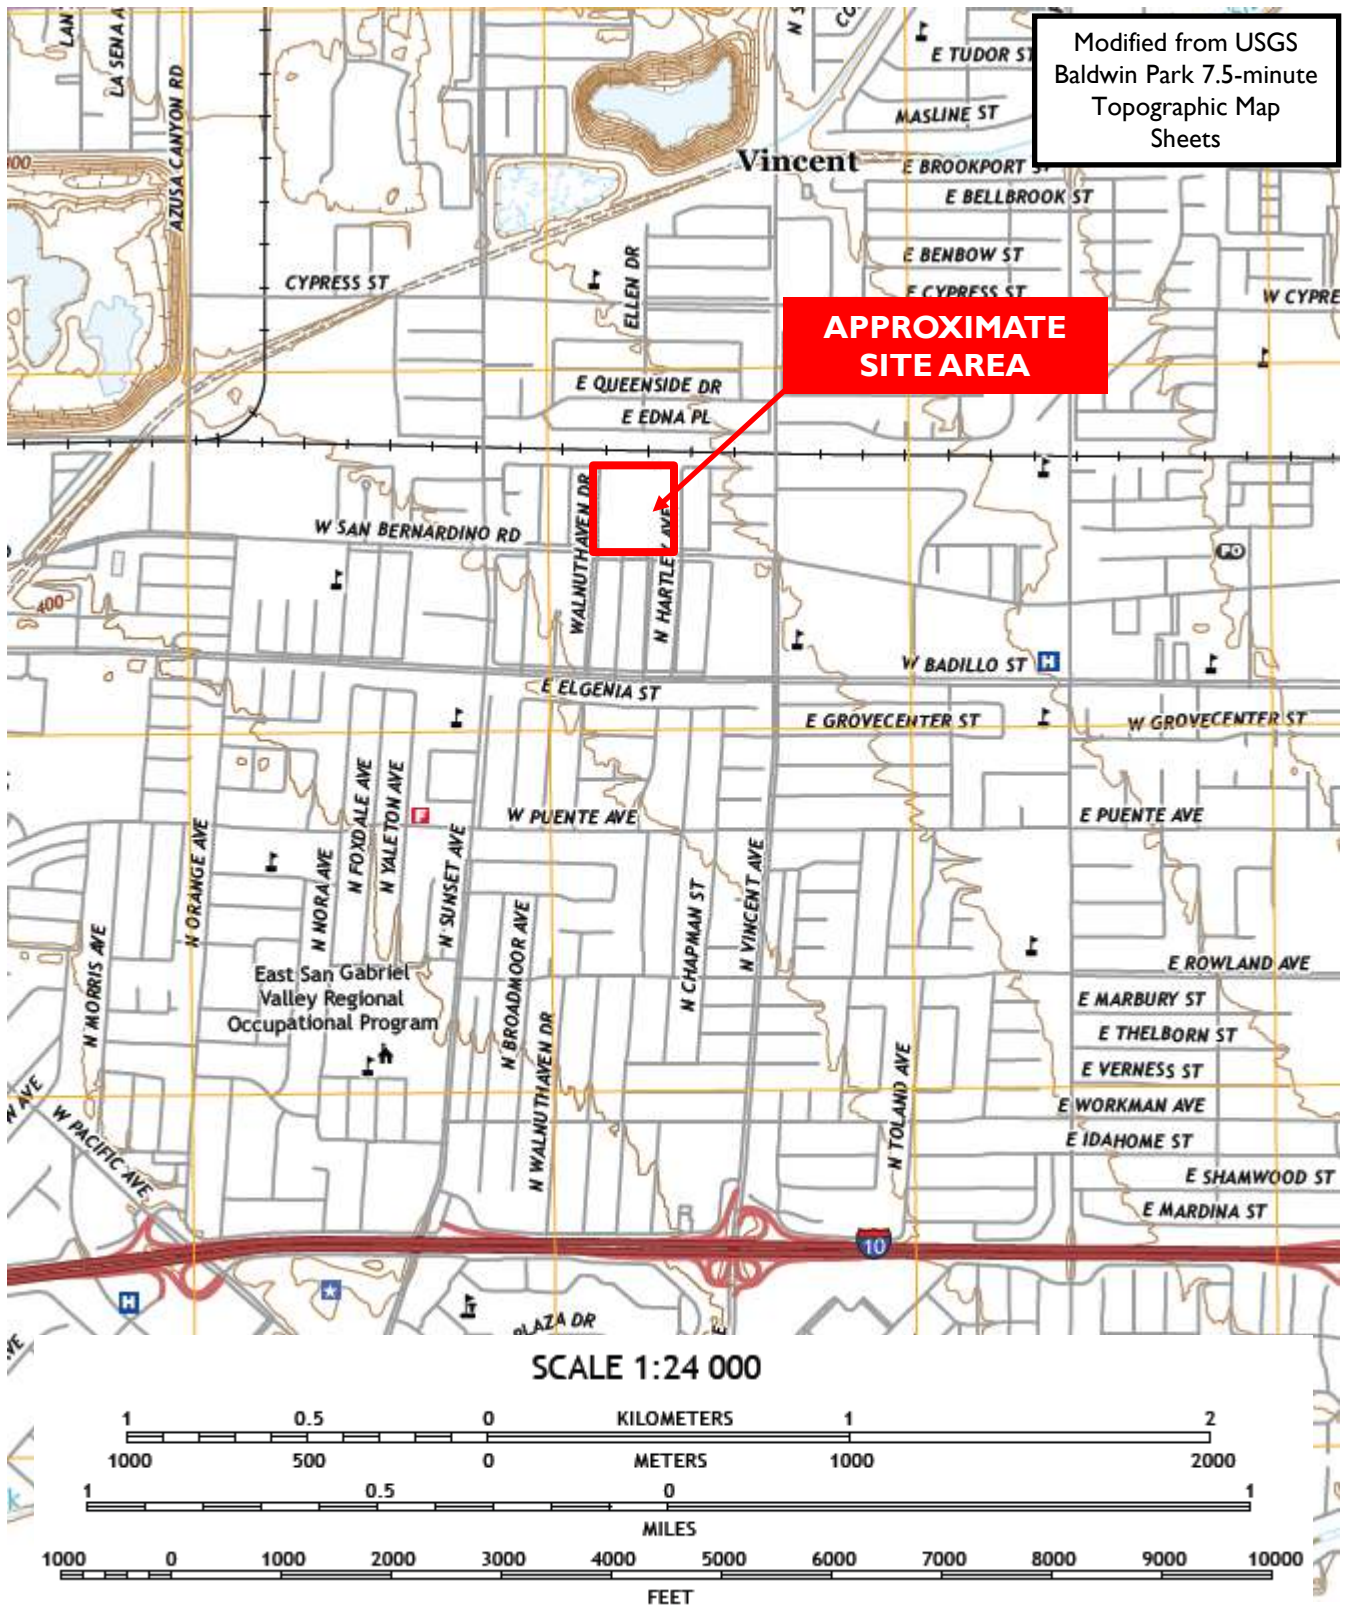 Modified from USGS
Baldwin Park 7.5-minute
Topographic Map
Sheets
LA SENA A
AZUSA CANYON RD
N S
CO
E TUDOR ST
MASLINE ST
Vincent
E BROOKPORT ST
E BELLBROOK ST
ELLEN DR
E BENBOW ST
CYPRESS ST
E CYPRESS ST
W CYPRE
APPROXIMATE
SITE AREA
E QUEENSIDE DR
E EDNA PL
WALNUTHAVEN DR
N HARTLEY AVE
W SAN BERNARDINO RD
PO
400
W BADILLO ST
H
E ELGENIA ST
E GROVECENTER ST
W GROVECENTER ST
N FOXDALE AVE
N YALETON AVE
F
W PUENTE AVE
E PUENTE AVE
N ORANGE AVE
N NORA AVE
N SUNSET AVE
N BROADMOOR AVE
N CHAPMAN ST
N VINCENT AVE
N MORRIS AVE
East San Gabriel
Valley Regional
Occupational Program
E ROWLAND AVE
E MARBURY ST
E THELBORN ST
N WALNUTHAVEN DR
N TOLAND AVE
E VERNESS ST
E WORKMAN AVE
W PACIFIC AVE
E IDAHOME ST
E SHAMWOOD ST
E MARDINA ST
10
H
PLAZA DR
SCALE 1:24 000
1 0.5 0 KILOMETERS 1 2
1000 500 0 METERS 1000 2000
1 0.5 0 1
MILES
1000 0 1000 2000 3000 4000 5000 6000 7000 8000 9000 10000
FEET